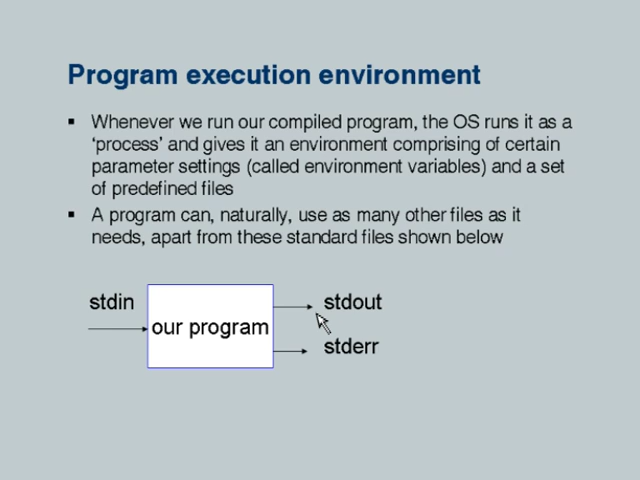 Program execution environment
▪ Whenever we run our compiled program, the OS runs it as a
‘process’ and gives it an environment comprising of certain
parameter settings (called environment variables) and a set
of predefined files
▪ A program can, naturally, use as many other files as it
needs, apart from these standard files shown below
stdin
stdout
our program
stderr